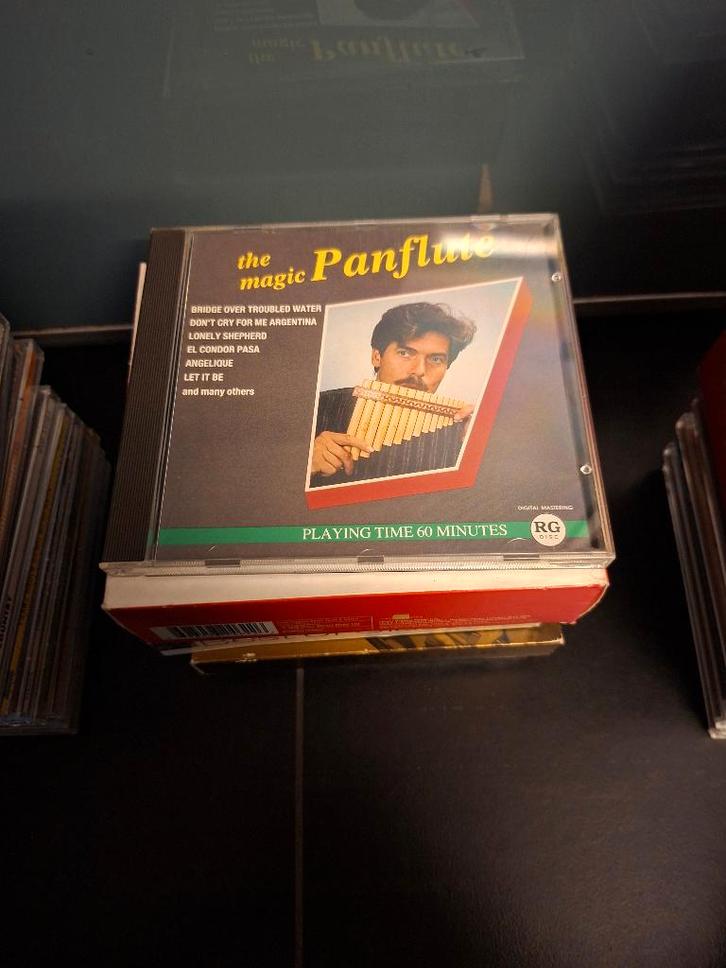 the
magic Panflute
BRIDGE OVER TROUBLED WATER
DON'T CRY FOR ME ARGENTINA
LONELY SHEPHERD
EL CONDOR PASA
ANGELIQUE
LET IT BE
and many others
DIGITAL MASTERING
PLAYING TIME 60 MINUTES
RG
DISC